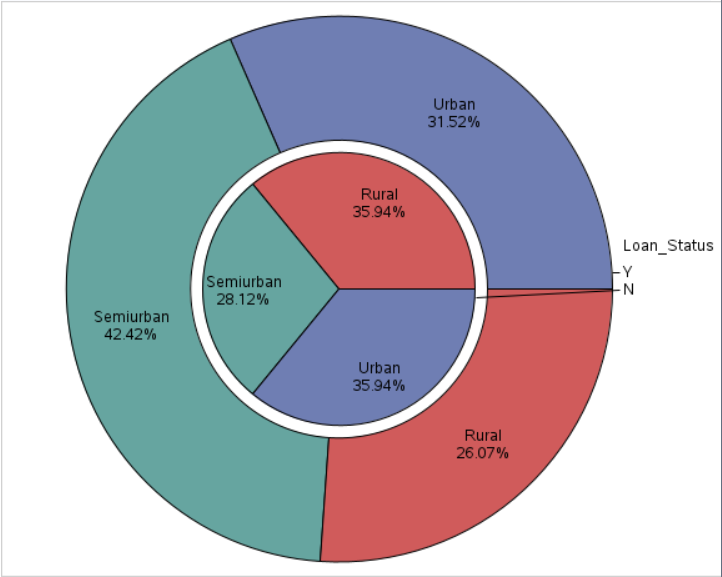 Urban
31.52%
Rural
35.94%
Loan_Status
Y
N
Semiurban
28.12%
Semiurban
42.42%
Urban
35.94%
Rural
26.07%